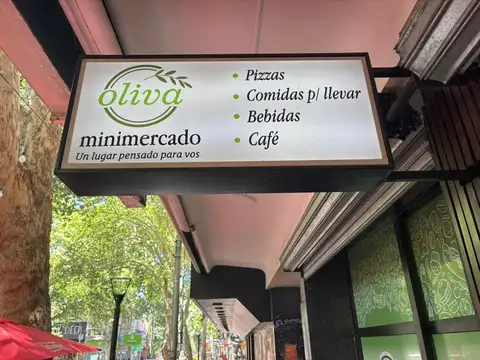 oliva
minimercado
Un lugar pensado para vos
• Pizzas
• Comidas p/ llevar
• Bebidas
• Café